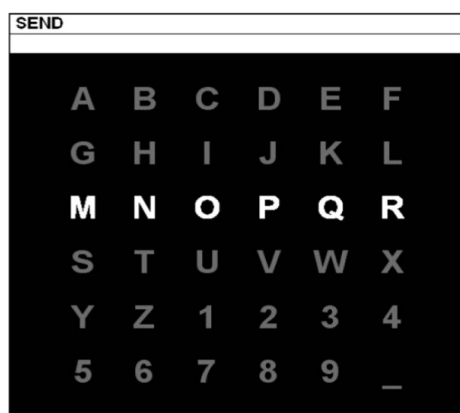 SEND
A B C D E F
G H I J K L
M N O P Q R
S T U V W X
Y Z 1 2 3 4
5 6 7 8 9 _